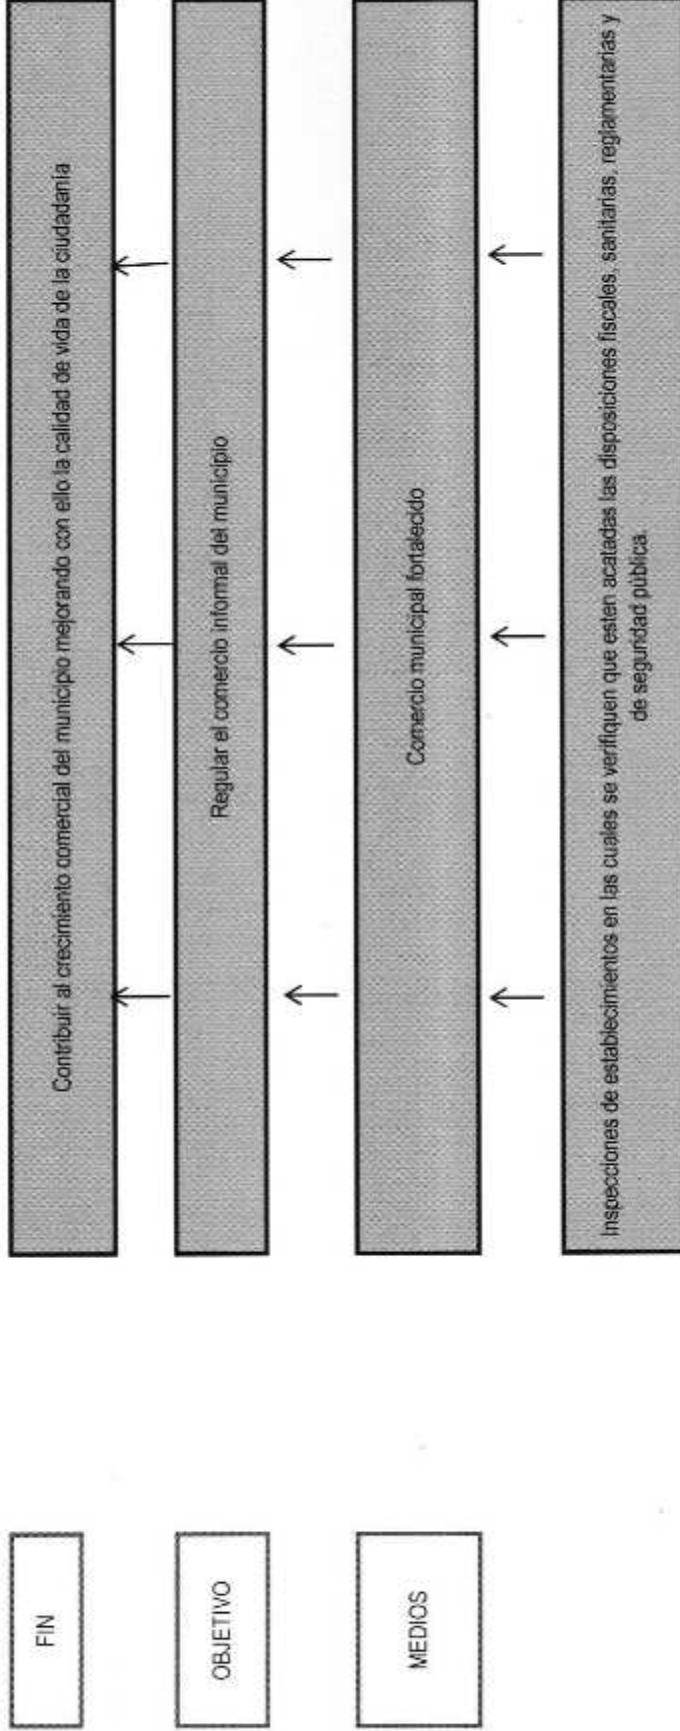 FIN
Contribuir al crecimiento comercial del municipio mejorando con ello la calidad de vida de la ciudadania
OBJETIVO
Regular el comercio informal del municipio
MEDIOS
Comercio municipal fortalecido
Inspecciones de establecimientos en las cuales se verifiquen que esten acatadas las disposiciones fiscales, sanitarias, reglamentarias y
de seguridad pública.